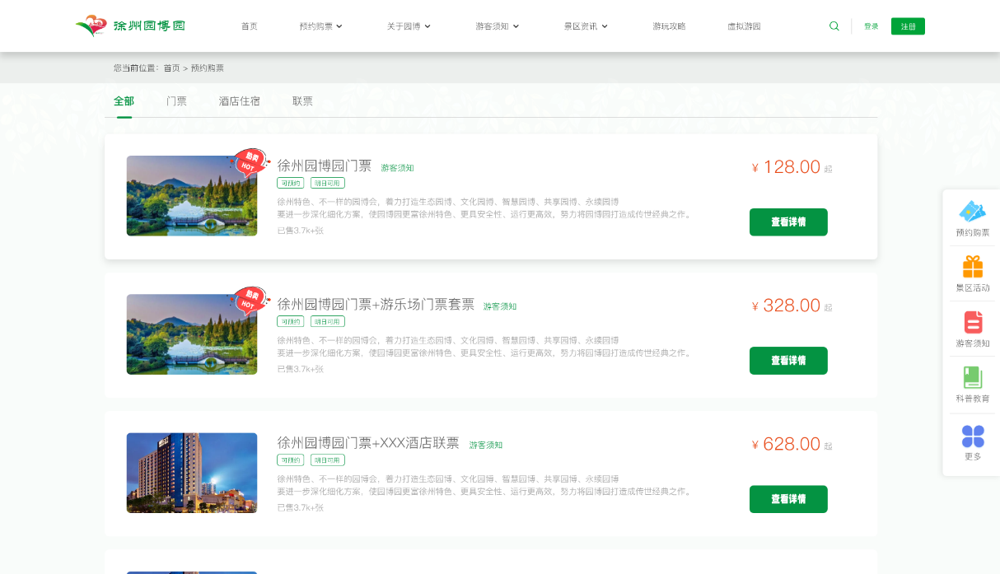 徐州园博园
首页 预约购票 关于园博 游客须知 景区资讯 游玩攻略 虚拟游园 登录 注册
您当前位置：首页 > 预约购票
全部 门票 酒店住宿 联票
热卖
HOT
徐州园博园门票 游客须知
¥ 128.00 起
可预约 明日可用
徐州特色、不一样的园博会，着力打造生态园博、文化园博、智慧园博、共享园博、永续园博
要进一步深化细化方案，使园博园更富徐州特色、更具安全性、运行更高效，努力将园博园打造成传世经典之作。
查看详情
已售3.7k+张
热卖
HOT
徐州园博园门票+游乐场门票套票 游客须知
¥ 328.00 起
可预约 明日可用
徐州特色、不一样的园博会，着力打造生态园博、文化园博、智慧园博、共享园博、永续园博
要进一步深化细化方案，使园博园更富徐州特色、更具安全性、运行更高效，努力将园博园打造成传世经典之作。
查看详情
已售3.7k+张
徐州园博园门票+XXX酒店联票 游客须知
¥ 628.00 起
可预约 明日可用
徐州特色、不一样的园博会，着力打造生态园博、文化园博、智慧园博、共享园博、永续园博
要进一步深化细化方案，使园博园更富徐州特色、更具安全性、运行更高效，努力将园博园打造成传世经典之作。
查看详情
已售3.7k+张
预约购票
景区活动
游客须知
科普教育
更多